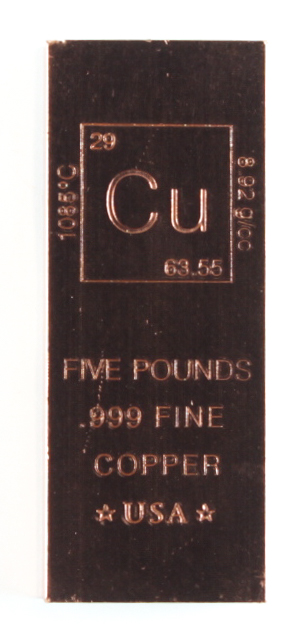 29
1085°C
Cu
8.92 g/cc
63.55
FIVE POUNDS
.999 FINE
COPPER
☆ USA ☆